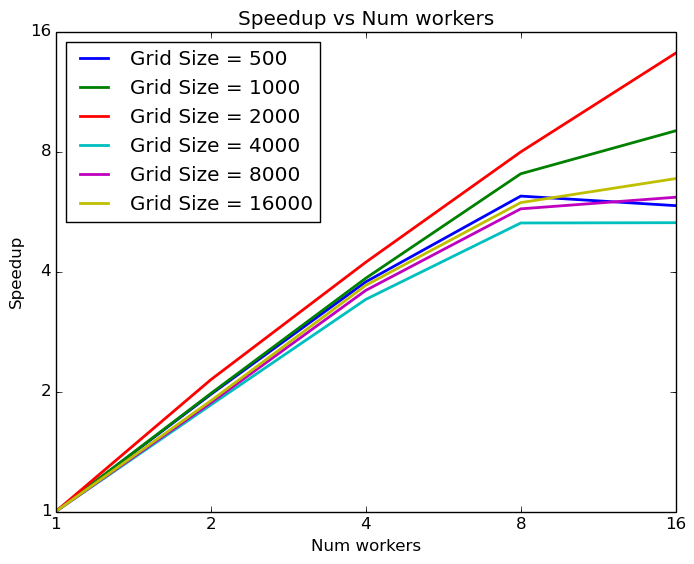 Speedup vs Num workers
16
Grid Size = 500
Grid Size = 1000
Grid Size = 2000
Grid Size = 4000
Grid Size = 8000
Grid Size = 16000
8
4
2
1
Speedup
1 2 4 8 16
Num workers